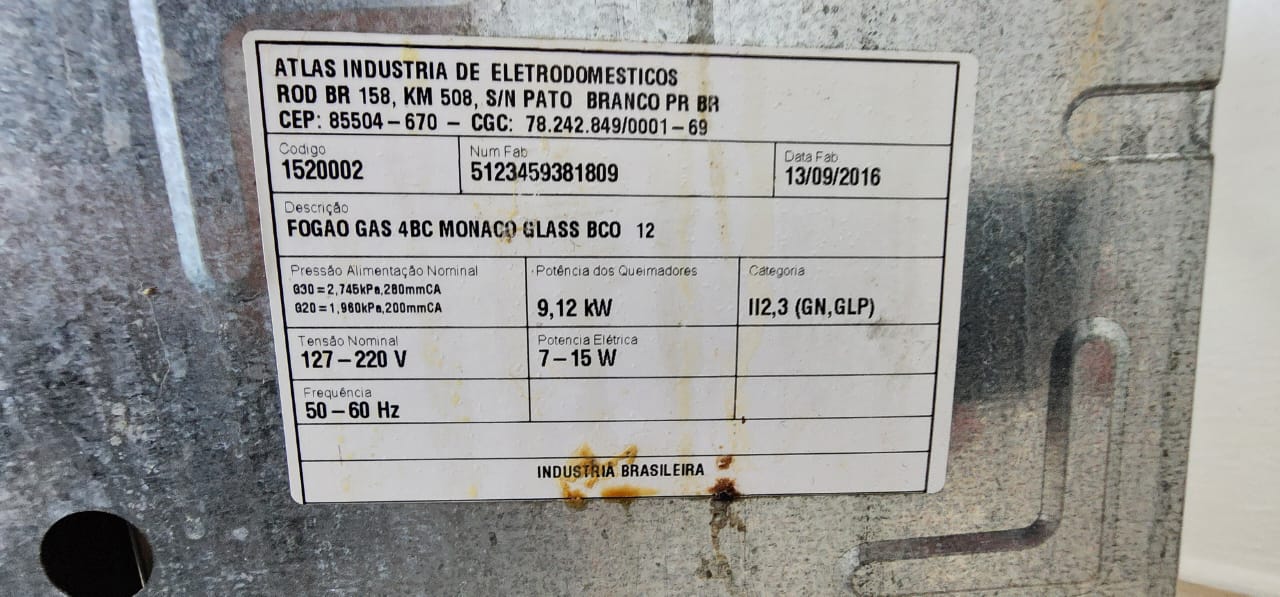 ATLAS INDUSTRIA DE ELETRODOMESTICOS
ROD BR 158, KM 508, S/N PATO BRANCO PR BR
CEP: 85504-670 - CGC: 78.242.849/0001-69
Codigo
1520002
Num Fab
5123459381809
Data Fab
13/09/2016
Descrição
FOGAO GAS 4BC MONACO GLASS BCO 12
Pressão Alimentação Nominal
G30=2,745kPa,280mmCA
G20=1,960kPa,200mmCA
Potência dos Queimadores
9,12 kW
Categoria
II2,3 (GN,GLP)
Tensão Nominal
127-220 V
Potencia Elétrica
7-15 W
Frequência
50-60 Hz
INDUSTRIA BRASILEIRA